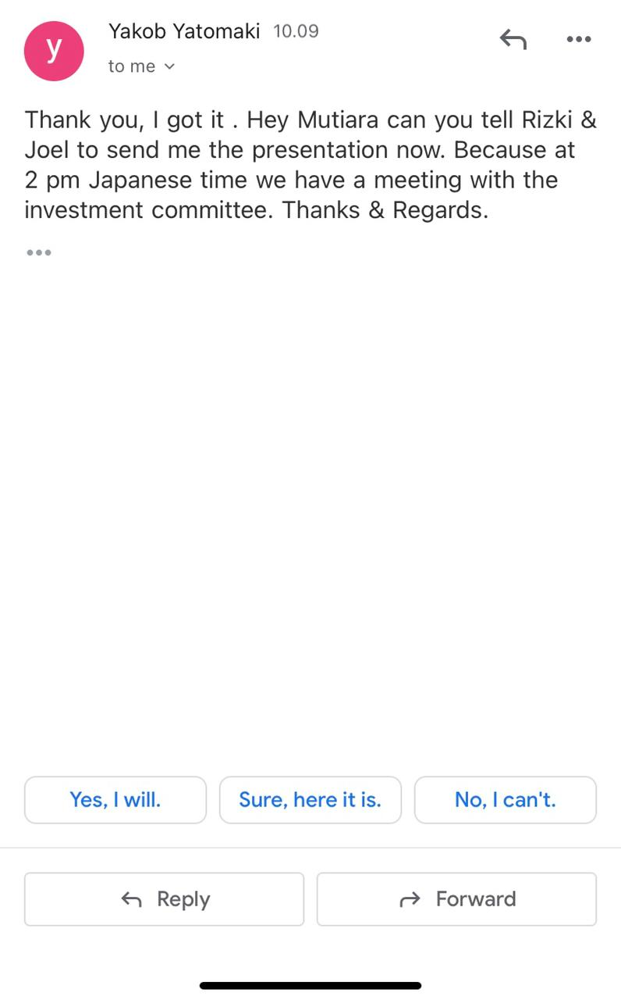 y
Yakob Yatomaki 10.09
to me
Thank you, I got it . Hey Mutiara can you tell Rizki &
Joel to send me the presentation now. Because at
2 pm Japanese time we have a meeting with the
investment committee. Thanks & Regards.
Yes, I will.
Sure, here it is.
No, I can't.
Reply
Forward